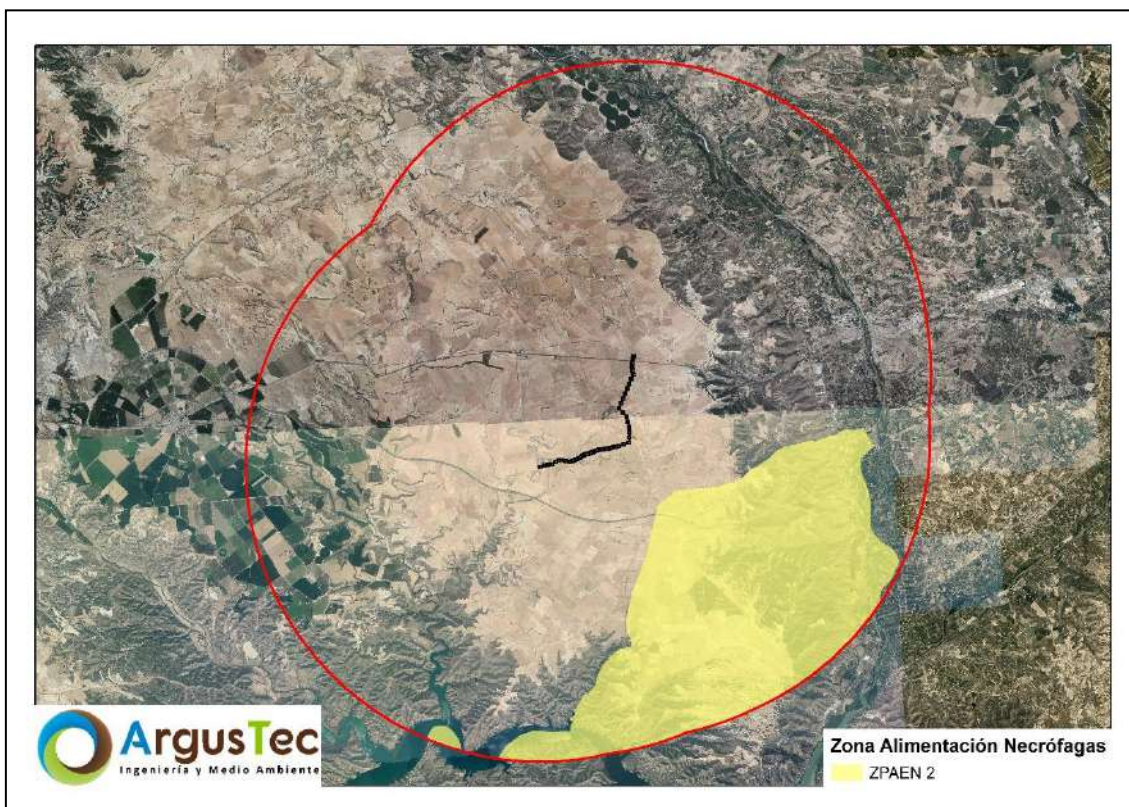 ArgusTec
Ingeniería y Medio Ambiente
Zona Alimentación Necrófagas
ZPAEN 2